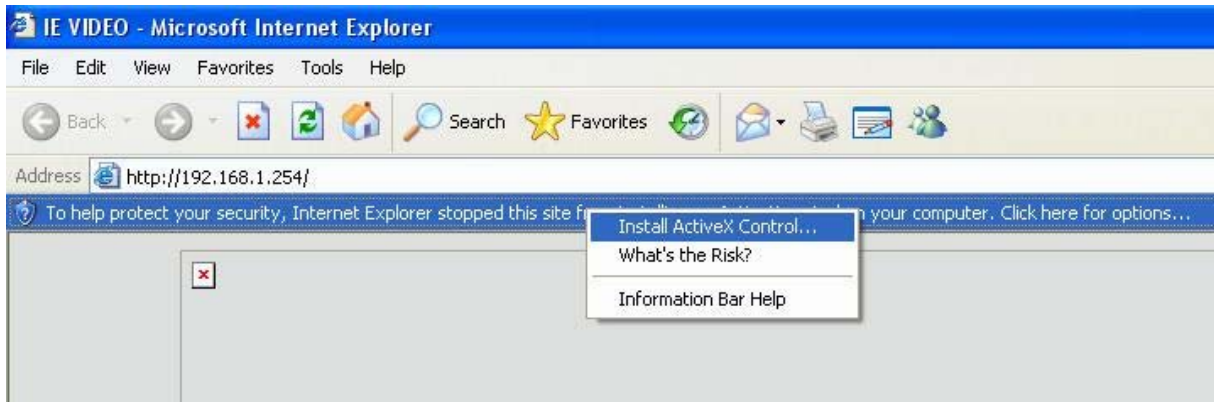 IE VIDEO - Microsoft Internet Explorer
File Edit View Favorites Tools Help
Back Search Favorites
Address http://192.168.1.254/
To help protect your security, Internet Explorer stopped this site your computer. Click here for options...
Install ActiveX Control...
What's the Risk?
Information Bar Help